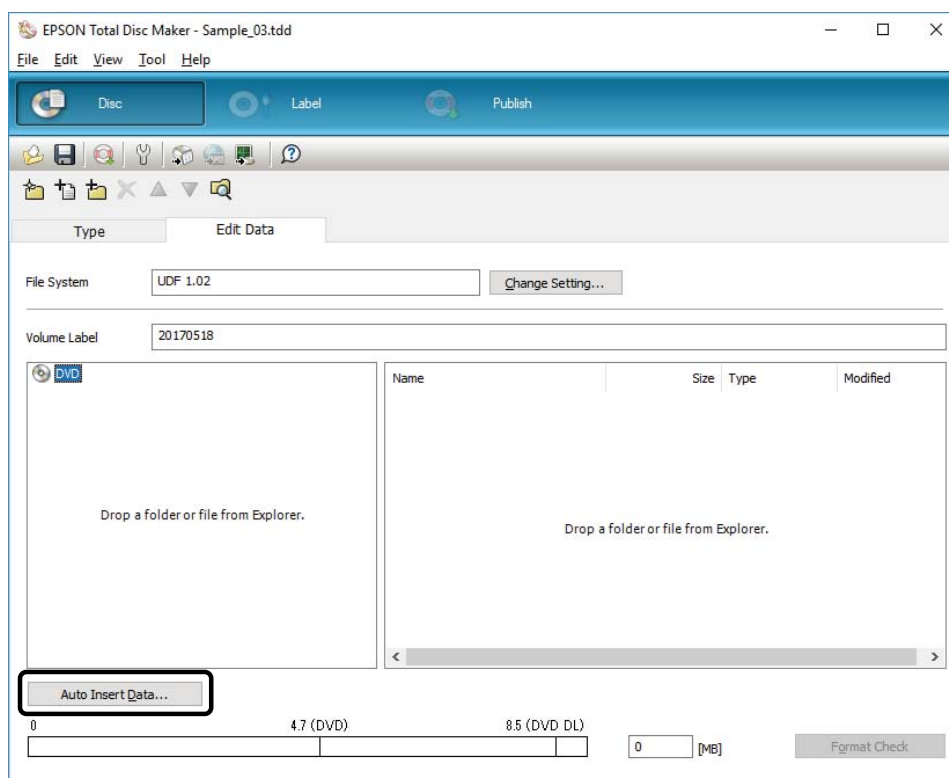 EPSON Total Disc Maker - Sample_03.tdd
File Edit View Tool Help
Disc Label Publish
Type Edit Data
File System UDF 1.02 Change Setting...
Volume Label 20170518
DVD
Name Size Type Modified
Drop a folder or file from Explorer.
Drop a folder or file from Explorer.
Auto Insert Data...
0 4.7 (DVD) 8.5 (DVD DL)
0 [MB] Format Check